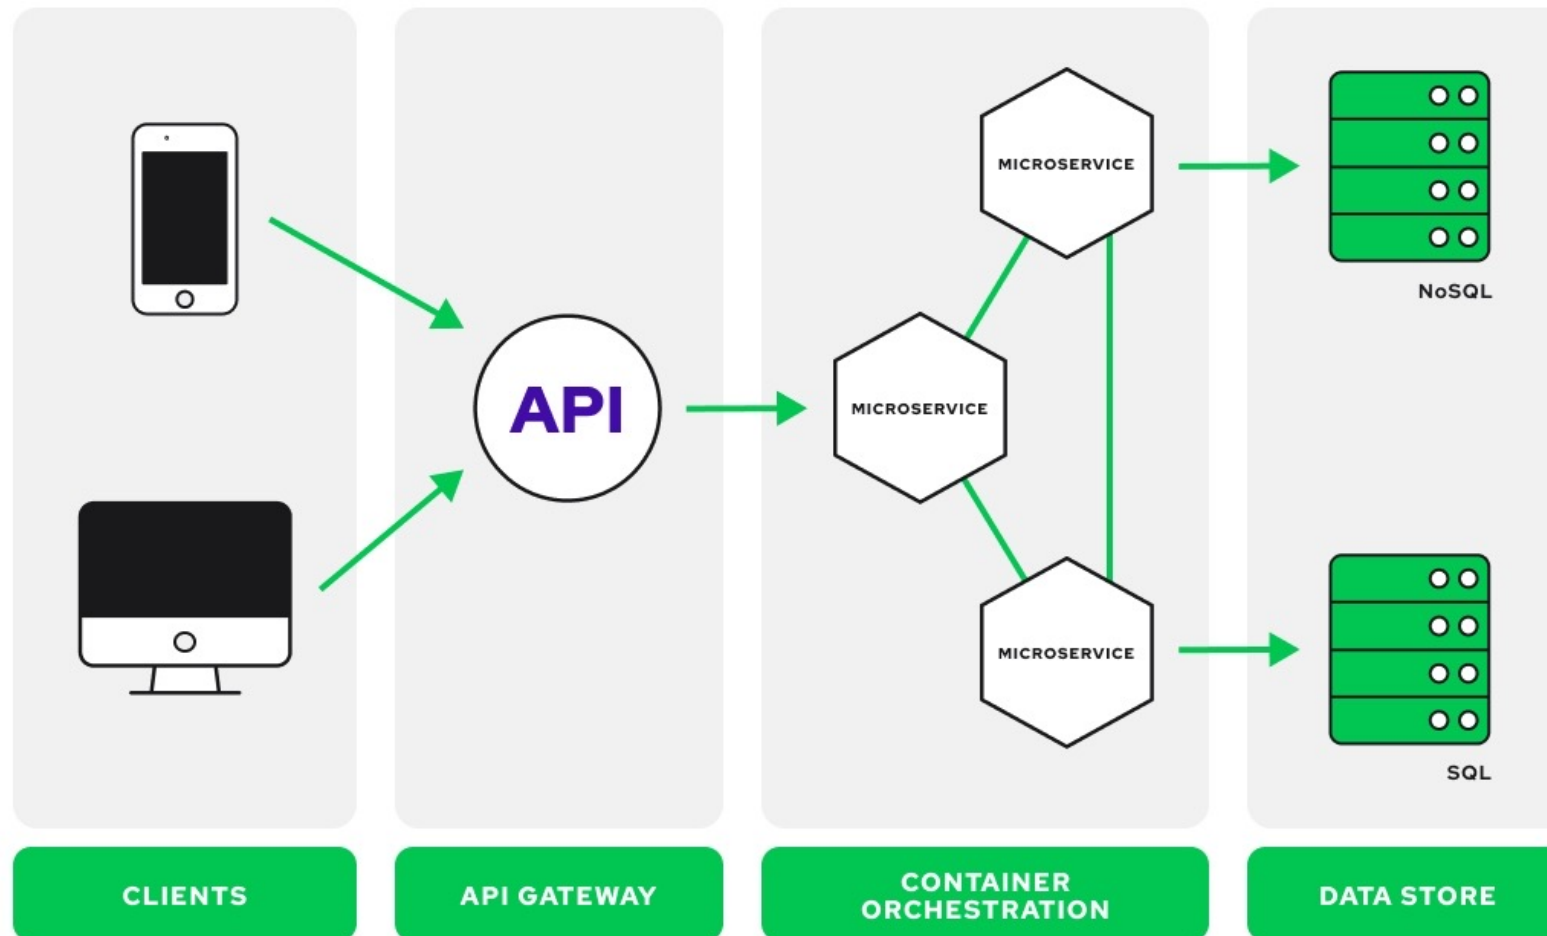 MICROSERVICE
NoSQL
API
MICROSERVICE
MICROSERVICE
SQL
CLIENTS
API GATEWAY
CONTAINER
ORCHESTRATION
DATA STORE